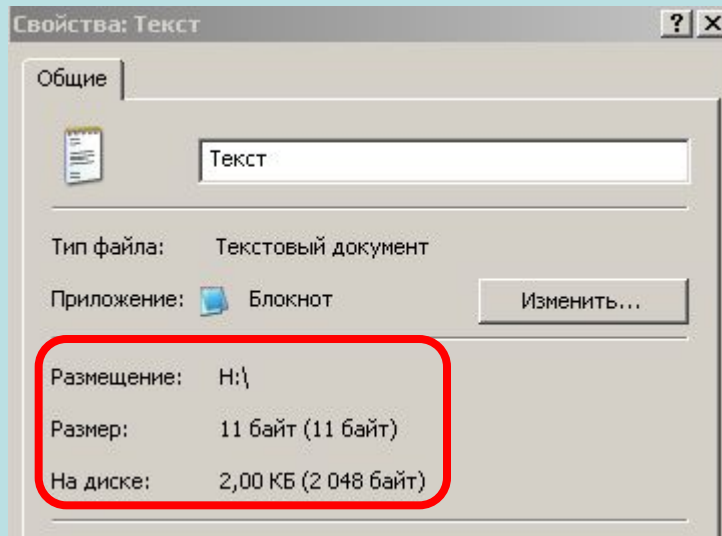 Свойства: Текст
Общие
Текст
Тип файла: Текстовый документ
Приложение: Блокнот Изменить...
Размещение: H:\
Размер: 11 байт (11 байт)
На диске: 2,00 КБ (2 048 байт)